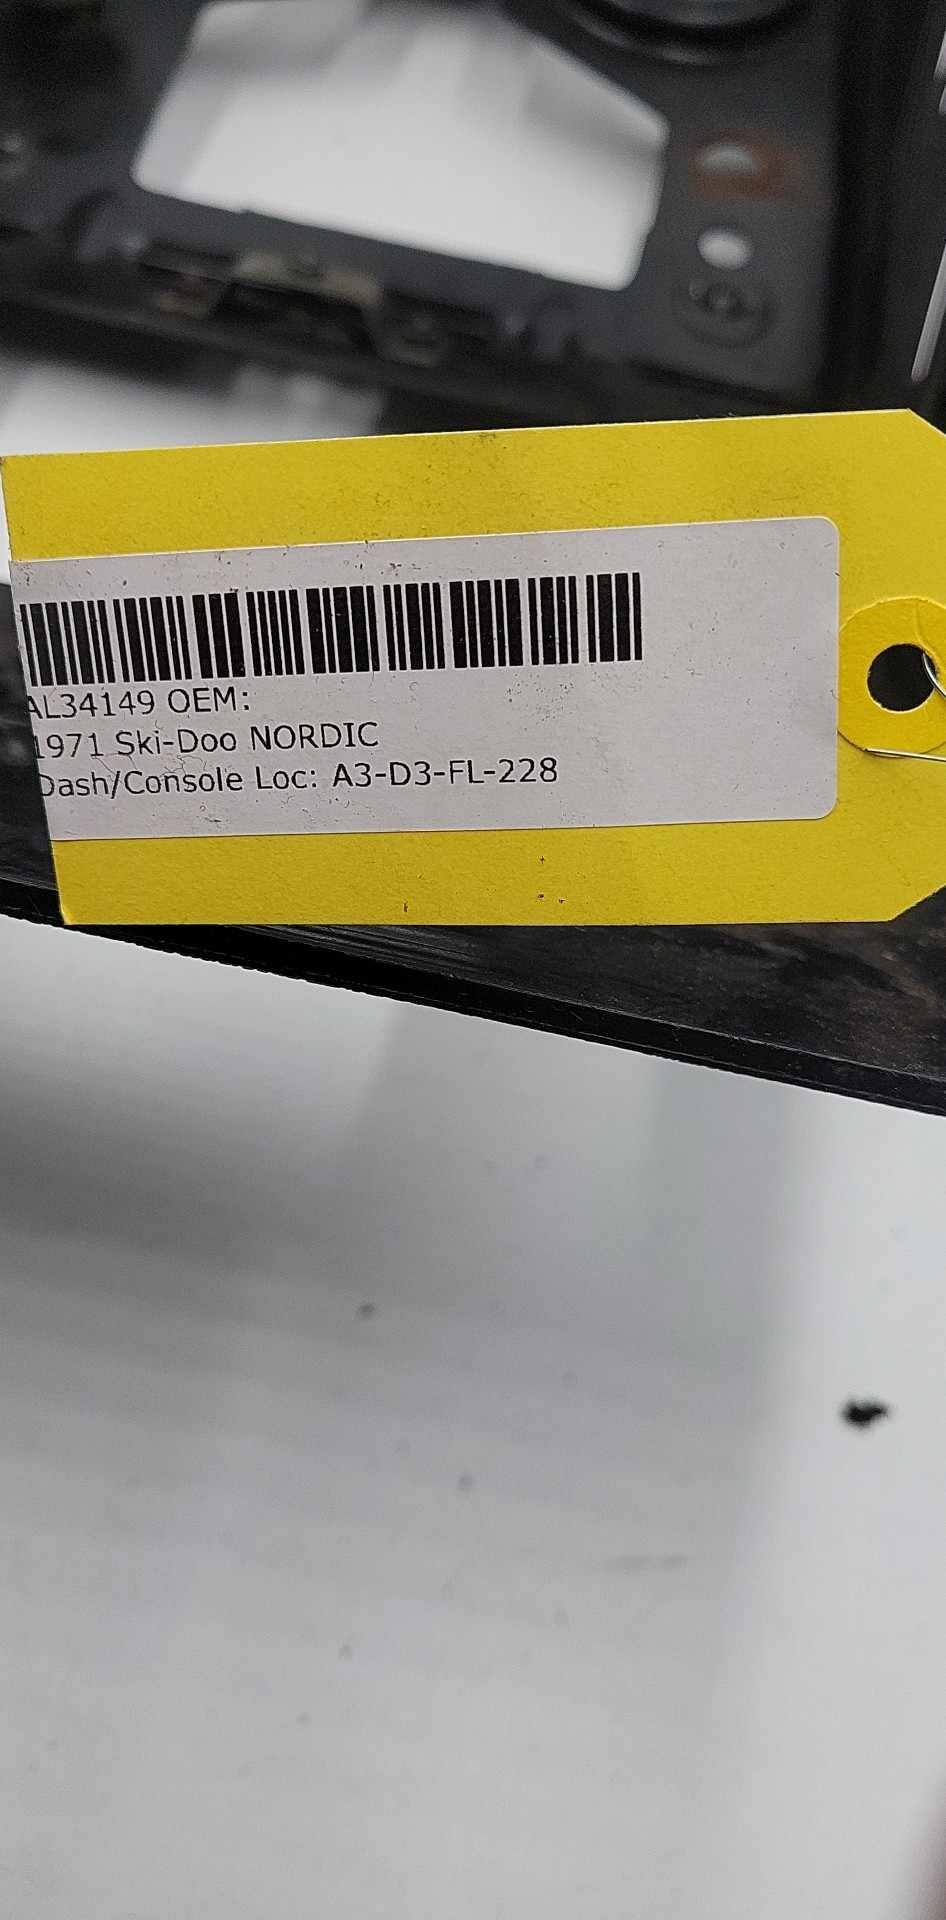 AL34149 OEM:
1971 Ski-Doo NORDIC
Dash/Console Loc: A3-D3-FL-228